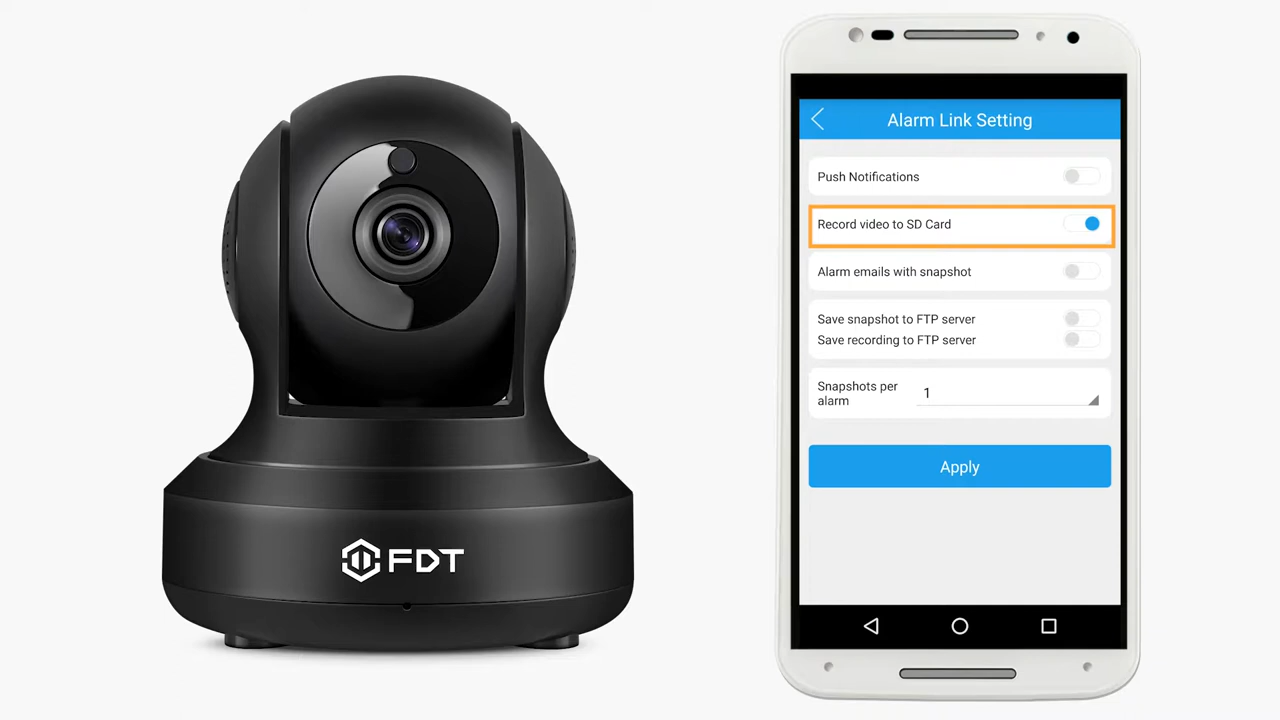 FDT
Alarm Link Setting
Push Notifications
Record video to SD Card
Alarm emails with snapshot
Save snapshot to FTP server
Save recording to FTP server
Snapshots per
alarm
1
Apply